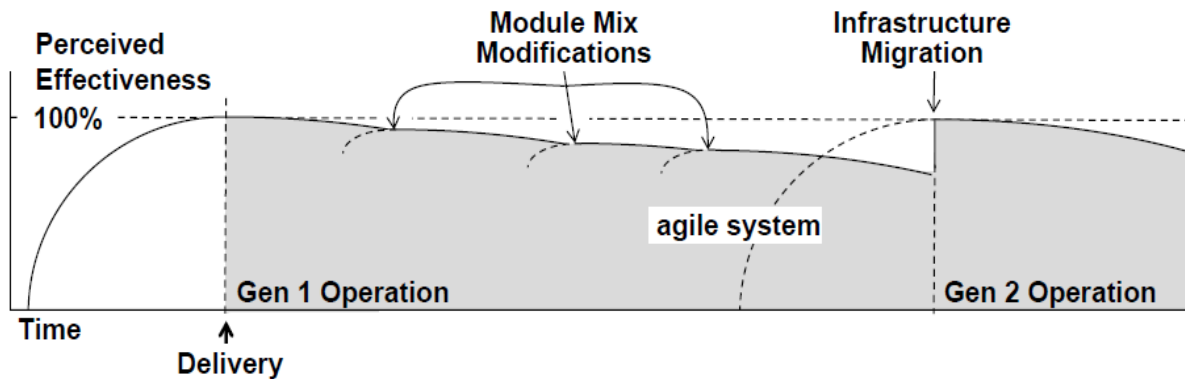 Perceived
Effectiveness
100%
Module Mix
Modifications
Infrastructure
Migration
agile system
Gen 1 Operation
Gen 2 Operation
Time
Delivery